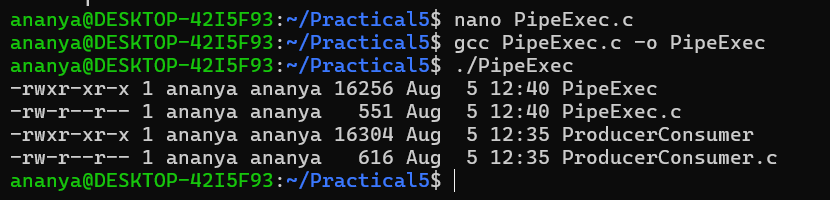 ananya@DESKTOP-42I5F93:~/Practical5$ nano PipeExec.c
ananya@DESKTOP-42I5F93:~/Practical5$ gcc PipeExec.c -o PipeExec
ananya@DESKTOP-42I5F93:~/Practical5$ ./PipeExec
-rwxr-xr-x 1 ananya ananya 16256 Aug  5 12:40 PipeExec
-rw-r--r-- 1 ananya ananya   551 Aug  5 12:40 PipeExec.c
-rwxr-xr-x 1 ananya ananya 16304 Aug  5 12:35 ProducerConsumer
-rw-r--r-- 1 ananya ananya   616 Aug  5 12:35 ProducerConsumer.c
ananya@DESKTOP-42I5F93:~/Practical5$